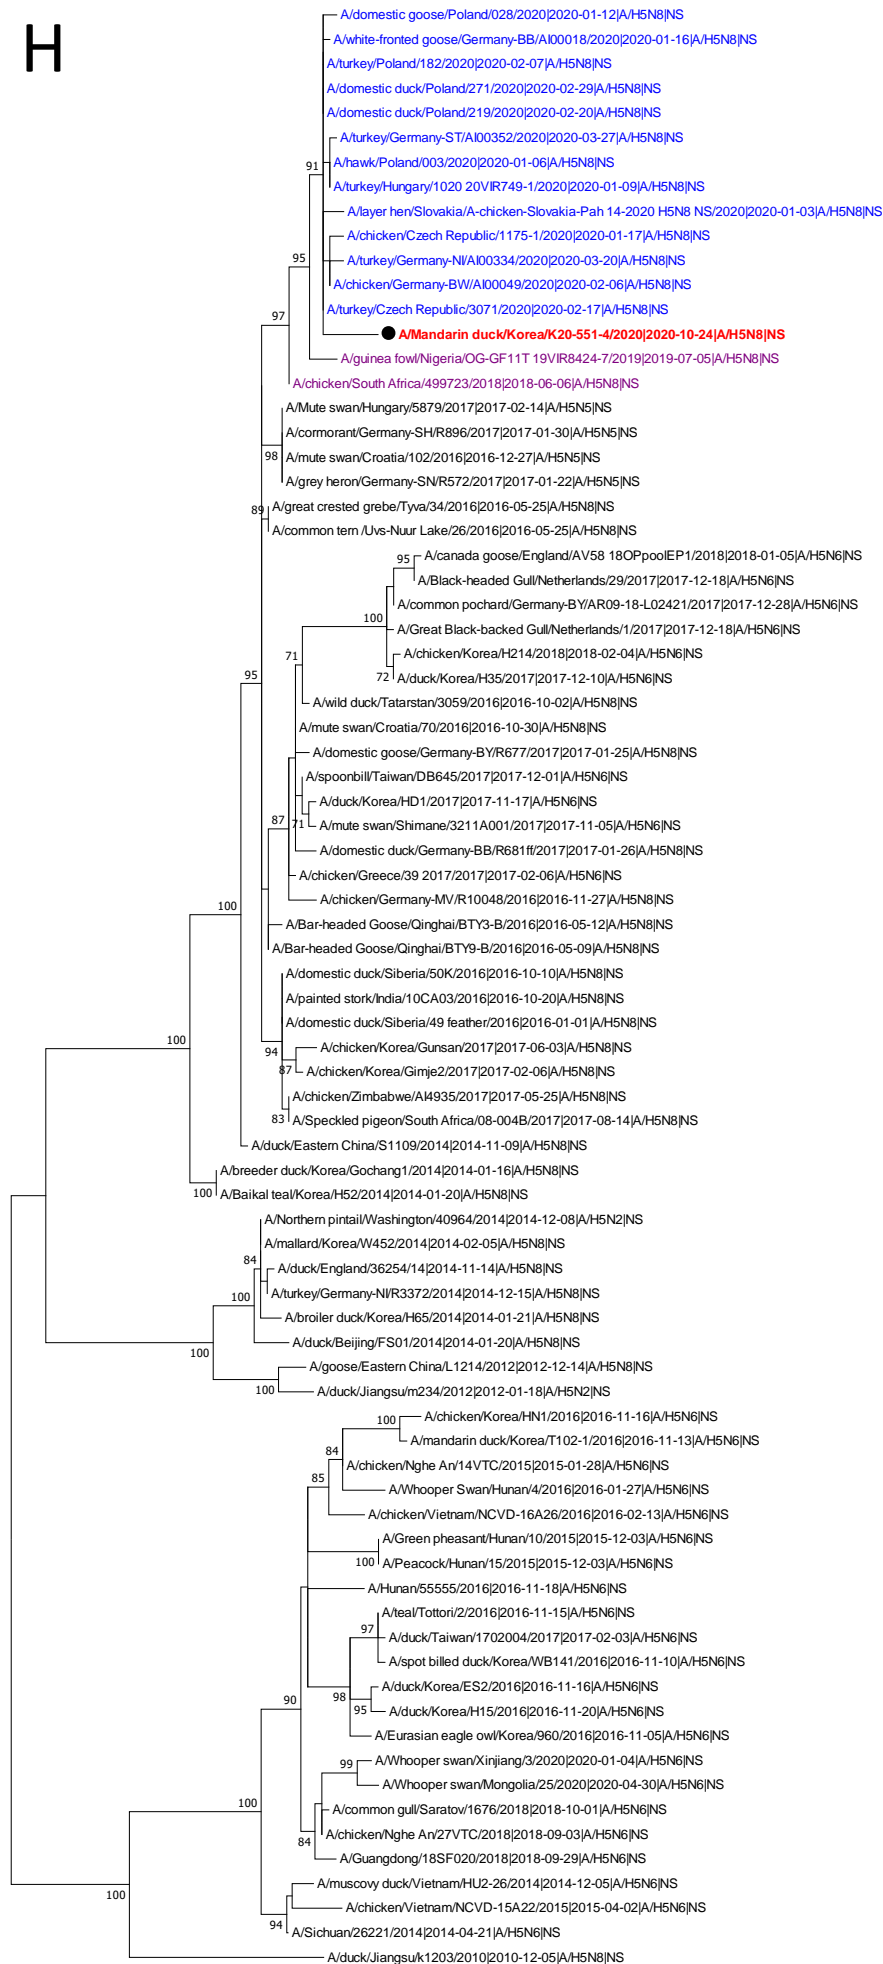 H
A/domestic goose/Poland/028/2020|2020-01-12|A/H5N8|NS
A/white-fronted goose/Germany-BB/AI00018/2020|2020-01-16|A/H5N8|NS
A/turkey/Poland/182/2020|2020-02-07|A/H5N8|NS
A/domestic duck/Poland/271/2020|2020-02-29|A/H5N8|NS
A/domestic duck/Poland/219/2020|2020-02-20|A/H5N8|NS
A/turkey/Germany-ST/AI00352/2020|2020-03-27|A/H5N8|NS
91
A/hawk/Poland/003/2020|2020-01-06|A/H5N8|NS
A/turkey/Hungary/1020 20VIR749-1/2020|2020-01-09|A/H5N8|NS
A/layer hen/Slovakia/A-chicken-Slovakia-Pah 14-2020 H5N8 NS/2020|2020-01-03|A/H5N8|NS
A/chicken/Czech Republic/1175-1/2020|2020-01-17|A/H5N8|NS
95
A/turkey/Germany-NI/AI00334/2020|2020-03-20|A/H5N8|NS
A/chicken/Germany-BW/AI00049/2020|2020-02-06|A/H5N8|NS
A/turkey/Czech Republic/3071/2020|2020-02-17|A/H5N8|NS
97
A/Mandarin duck/Korea/K20-551-4/2020|2020-10-24|A/H5N8|NS
A/guinea fowl/Nigeria/OG-GF11T 19VIR8424-7/2019|2019-07-05|A/H5N8|NS
A/chicken/South Africa/499723/2018|2018-06-06|A/H5N8|NS
A/Mute swan/Hungary/5879/2017|2017-02-14|A/H5N5|NS
A/cormorant/Germany-SH/R896/2017|2017-01-30|A/H5N5|NS
98
A/mute swan/Croatia/102/2016|2016-12-27|A/H5N5|NS
A/grey heron/Germany-SN/R572/2017|2017-01-22|A/H5N5|NS
89
A/great crested grebe/Tyva/34/2016|2016-05-25|A/H5N8|NS
A/common tern /Uvs-Nuur Lake/26/2016|2016-05-25|A/H5N8|NS
95
A/canada goose/England/AV58 18OPpoolEP1/2018|2018-01-05|A/H5N6|NS
A/Black-headed Gull/Netherlands/29/2017|2017-12-18|A/H5N6|NS
A/common pochard/Germany-BY/AR09-18-L02421/2017|2017-12-28|A/H5N6|NS
100
A/Great Black-backed Gull/Netherlands/1/2017|2017-12-18|A/H5N6|NS
71
A/chicken/Korea/H214/2018|2018-02-04|A/H5N6|NS
72
A/duck/Korea/H35/2017|2017-12-10|A/H5N6|NS
95
A/wild duck/Tatarstan/3059/2016|2016-10-02|A/H5N8|NS
A/mute swan/Croatia/70/2016|2016-10-30|A/H5N8|NS
A/domestic goose/Germany-BY/R677/2017|2017-01-25|A/H5N8|NS
A/spoonbill/Taiwan/DB645/2017|2017-12-01|A/H5N6|NS
A/duck/Korea/HD1/2017|2017-11-17|A/H5N6|NS
87
71
A/mute swan/Shimane/3211A001/2017|2017-11-05|A/H5N6|NS
A/domestic duck/Germany-BB/R681ff/2017|2017-01-26|A/H5N8|NS
A/chicken/Greece/39 2017/2017|2017-02-06|A/H5N6|NS
A/chicken/Germany-MV/R10048/2016|2016-11-27|A/H5N8|NS
100
A/Bar-headed Goose/Qinghai/BTY3-B/2016|2016-05-12|A/H5N8|NS
A/Bar-headed Goose/Qinghai/BTY9-B/2016|2016-05-09|A/H5N8|NS
A/domestic duck/Siberia/50K/2016|2016-10-10|A/H5N8|NS
A/painted stork/India/10CA03/2016|2016-10-20|A/H5N8|NS
A/domestic duck/Siberia/49 feather/2016|2016-01-01|A/H5N8|NS
100
94
A/chicken/Korea/Gunsan/2017|2017-06-03|A/H5N8|NS
87
A/chicken/Korea/Gimje2/2017|2017-02-06|A/H5N8|NS
A/chicken/Zimbabwe/AI4935/2017|2017-05-25|A/H5N8|NS
83
A/Speckled pigeon/South Africa/08-004B/2017|2017-08-14|A/H5N8|NS
A/duck/Eastern China/S1109/2014|2014-11-09|A/H5N8|NS
A/breeder duck/Korea/Gochang1/2014|2014-01-16|A/H5N8|NS
100
A/Baikal teal/Korea/H52/2014|2014-01-20|A/H5N8|NS
A/Northern pintail/Washington/40964/2014|2014-12-08|A/H5N2|NS
A/mallard/Korea/W452/2014|2014-02-05|A/H5N8|NS
84
A/duck/England/36254/14|2014-11-14|A/H5N8|NS
A/turkey/Germany-NI/R3372/2014|2014-12-15|A/H5N8|NS
100
A/broiler duck/Korea/H65/2014|2014-01-21|A/H5N8|NS
A/duck/Beijing/FS01/2014|2014-01-20|A/H5N8|NS
100
A/goose/Eastern China/L1214/2012|2012-12-14|A/H5N8|NS
100
A/duck/Jiangsu/m234/2012|2012-01-18|A/H5N2|NS
100
A/chicken/Korea/HN1/2016|2016-11-16|A/H5N6|NS
A/mandarin duck/Korea/T102-1/2016|2016-11-13|A/H5N6|NS
84
A/chicken/Nghe An/14VTC/2015|2015-01-28|A/H5N6|NS
85
A/Whooper Swan/Hunan/4/2016|2016-01-27|A/H5N6|NS
A/chicken/Vietnam/NCVD-16A26/2016|2016-02-13|A/H5N6|NS
A/Green pheasant/Hunan/10/2015|2015-12-03|A/H5N6|NS
100
A/Peacock/Hunan/15/2015|2015-12-03|A/H5N6|NS
A/Hunan/55555/2016|2016-11-18|A/H5N6|NS
A/teal/Tottori/2/2016|2016-11-15|A/H5N6|NS
97
A/duck/Taiwan/1702004/2017|2017-02-03|A/H5N6|NS
A/spot billed duck/Korea/WB141/2016|2016-11-10|A/H5N6|NS
A/duck/Korea/ES2/2016|2016-11-16|A/H5N6|NS
90
98
95
A/duck/Korea/H15/2016|2016-11-20|A/H5N6|NS
A/Eurasian eagle owl/Korea/960/2016|2016-11-05|A/H5N6|NS
99
A/Whooper swan/Xinjiang/3/2020|2020-01-04|A/H5N6|NS
A/Whooper swan/Mongolia/25/2020|2020-04-30|A/H5N6|NS
100
A/common gull/Saratov/1676/2018|2018-10-01|A/H5N6|NS
A/chicken/Nghe An/27VTC/2018|2018-09-03|A/H5N6|NS
84
A/Guangdong/18SF020/2018|2018-09-29|A/H5N6|NS
A/muscovy duck/Vietnam/HU2-26/2014|2014-12-05|A/H5N6|NS
100
A/chicken/Vietnam/NCVD-15A22/2015|2015-04-02|A/H5N6|NS
94
A/Sichuan/26221/2014|2014-04-21|A/H5N6|NS
A/duck/Jiangsu/k1203/2010|2010-12-05|A/H5N8|NS